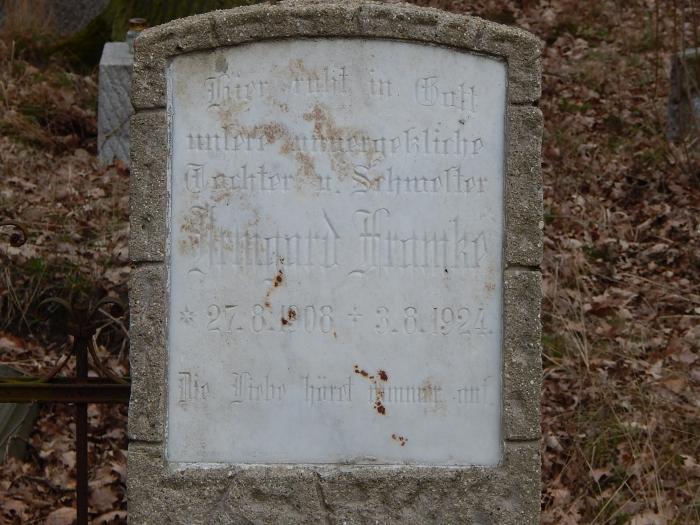 Hier ruht in Gott
unsere unvergeßliche
Tochter u. Schwester
Irmgard Kramke
* 27.8.1908 + 3.8.1924.
Die Liebe höret nimmer auf.